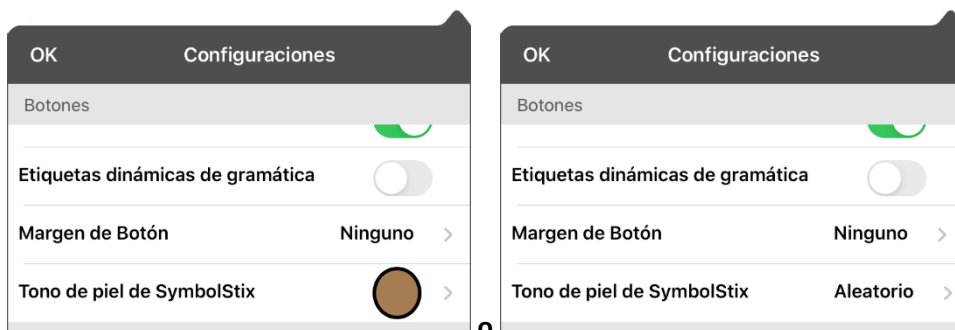 OK Configuraciones
Botones
Etiquetas dinámicas de gramática
Margen de Botón Ninguno
Tono de piel de SymbolStix
o
OK Configuraciones
Botones
Etiquetas dinámicas de gramática
Margen de Botón Ninguno
Tono de piel de SymbolStix Aleatorio